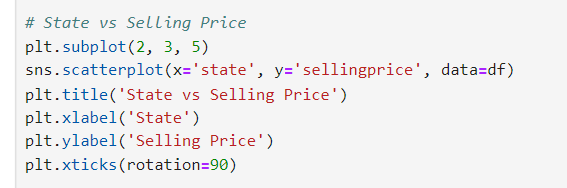 # State vs Selling Price
plt.subplot(2, 3, 5)
sns.scatterplot(x='state', y='sellingprice', data=df)
plt.title('State vs Selling Price')
plt.xlabel('State')
plt.ylabel('Selling Price')
plt.xticks(rotation=90)